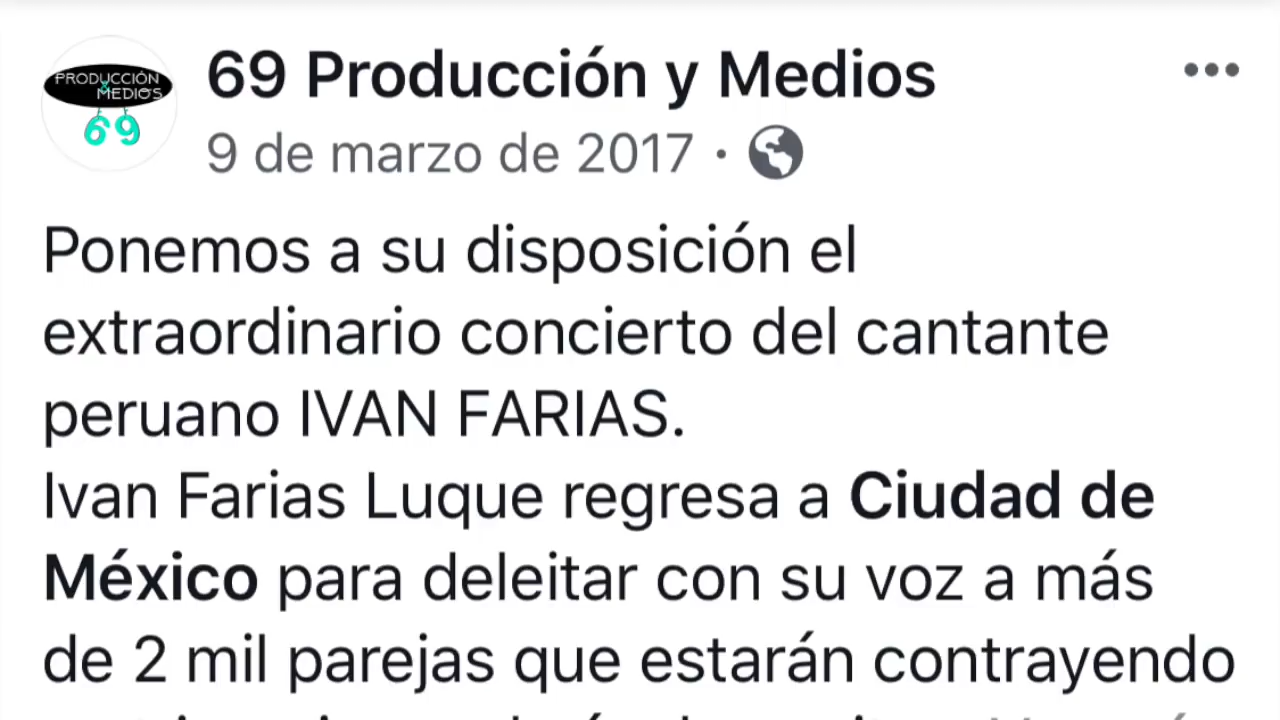 PRODUCCIÓN
&
MEDIOS
69
69 Producción y Medios
9 de marzo de 2017 ·
Ponemos a su disposición el
extraordinario concierto del cantante
peruano IVAN FARIAS.
Ivan Farias Luque regresa a Ciudad de
México para deleitar con su voz a más
de 2 mil parejas que estarán contrayendo